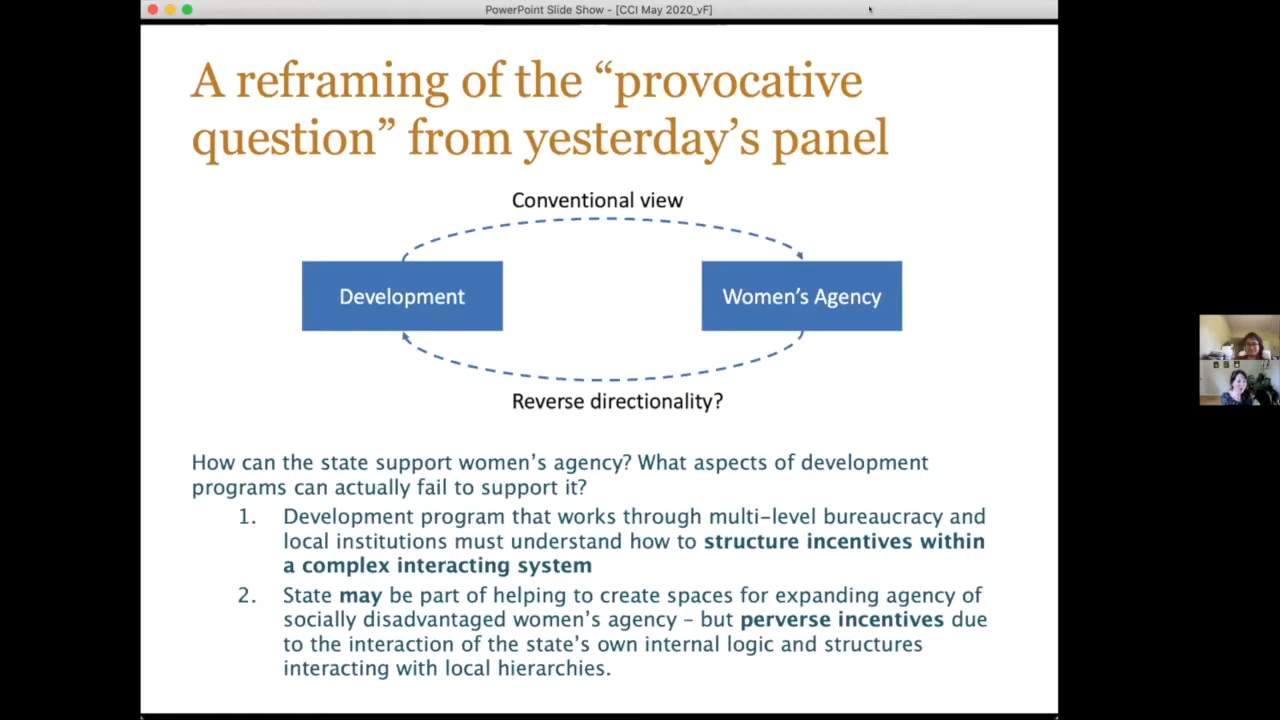 PowerPoint Slide Show - [CCI May 2020_vF]
A reframing of the “provocative
question” from yesterday’s panel
Conventional view
Development
Women’s Agency
Reverse directionality?
How can the state support women’s agency? What aspects of development
programs can actually fail to support it?
1. Development program that works through multi-level bureaucracy and
local institutions must understand how to structure incentives within
a complex interacting system
2. State may be part of helping to create spaces for expanding agency of
socially disadvantaged women’s agency – but perverse incentives due
to the interaction of the state’s own internal logic and structures
interacting with local hierarchies.